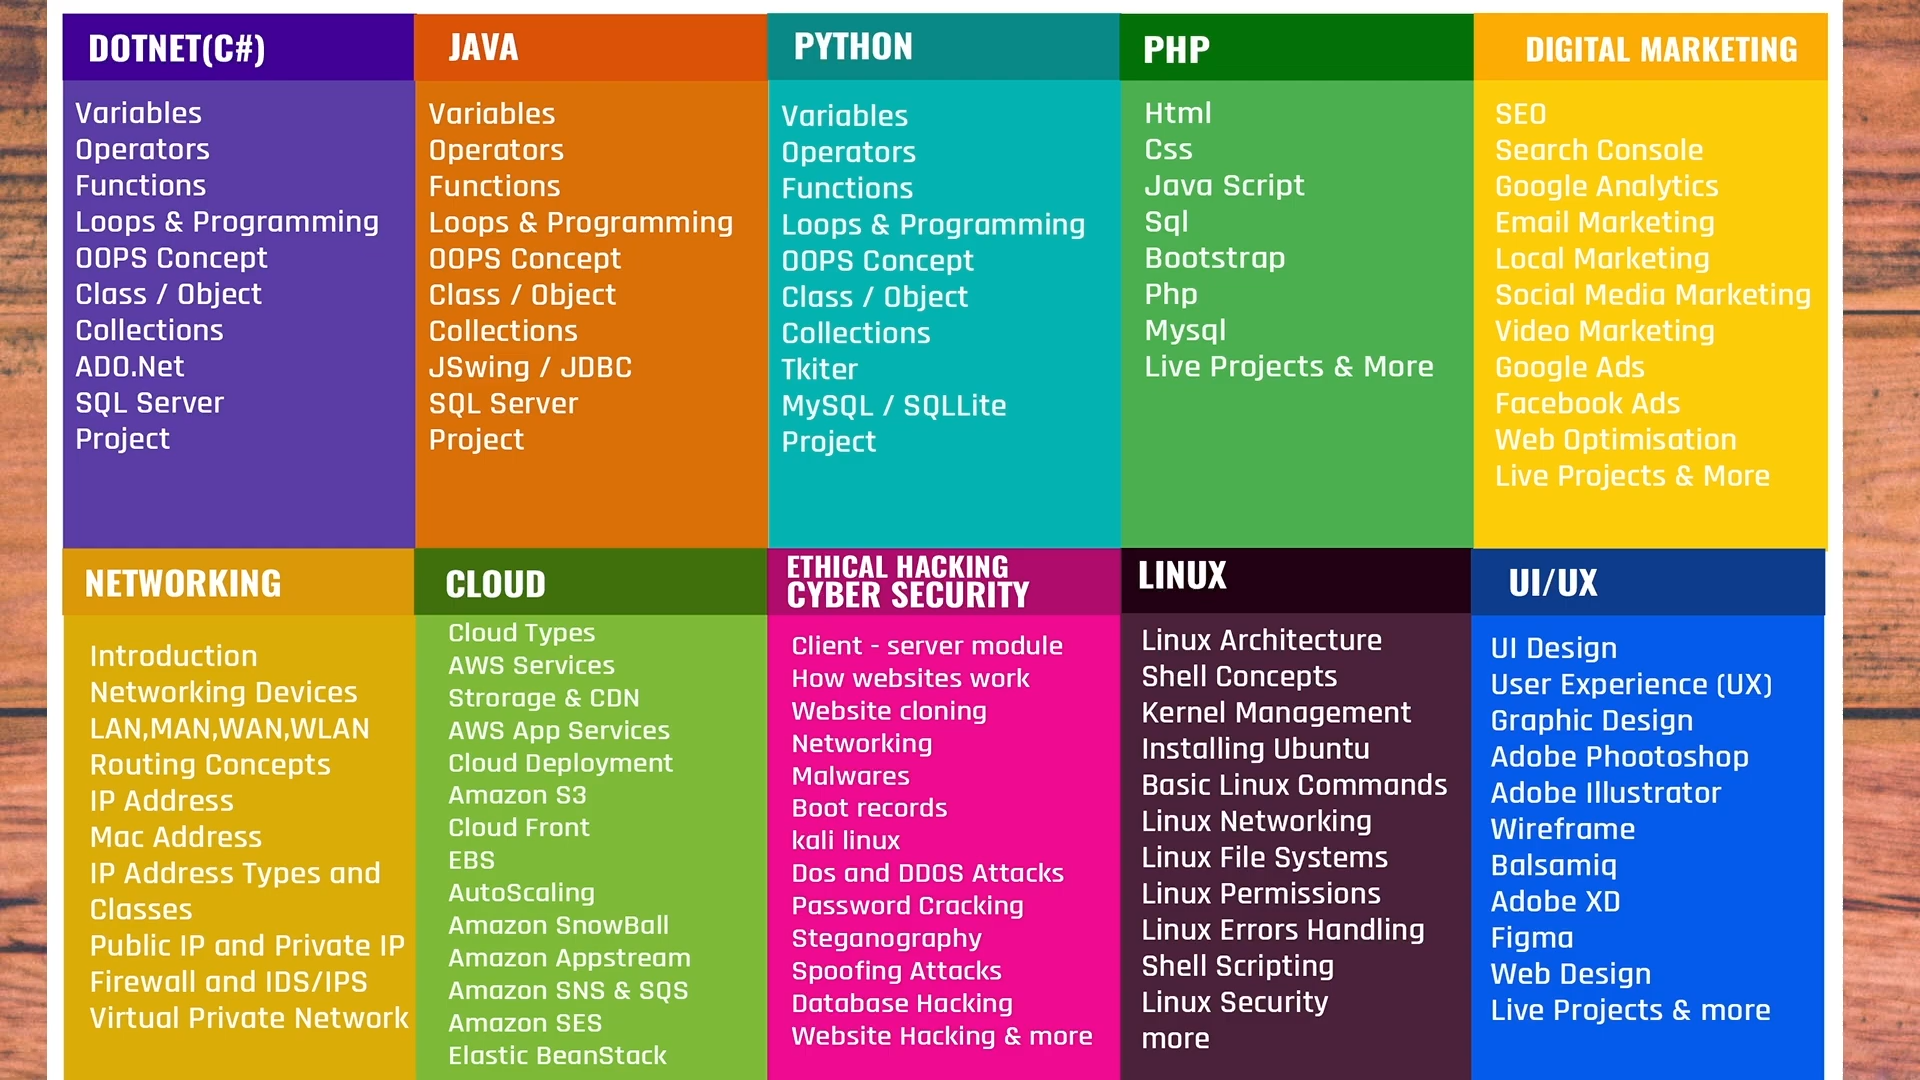 DOTNET(C#)
Variables
Operators
Functions
Loops & Programming
OOPS Concept
Class / Object
Collections
ADO.Net
SQL Server
Project
JAVA
Variables
Operators
Functions
Loops & Programming
OOPS Concept
Class / Object
Collections
JSwing / JDBC
SQL Server
Project
PYTHON
Variables
Operators
Functions
Loops & Programming
OOPS Concept
Class / Object
Collections
Tkiter
MySQL / SQLLite
Project
PHP
Html
Css
Java Script
Sql
Bootstrap
Php
Mysql
Live Projects & More
DIGITAL MARKETING
SEO
Search Console
Google Analytics
Email Marketing
Local Marketing
Social Media Marketing
Video Marketing
Google Ads
Facebook Ads
Web Optimisation
Live Projects & More
NETWORKING
Introduction
Networking Devices
LAN,MAN,WAN,WLAN
Routing Concepts
IP Address
Mac Address
IP Address Types and
Classes
Public IP and Private IP
Firewall and IDS/IPS
Virtual Private Network
CLOUD
Cloud Types
AWS Services
Strorage & CDN
AWS App Services
Cloud Deployment
Amazon S3
Cloud Front
EBS
AutoScaling
Amazon SnowBall
Amazon Appstream
Amazon SNS & SQS
Amazon SES
Elastic BeanStack
ETHICAL HACKING
CYBER SECURITY
Client - server module
How websites work
Website cloning
Networking
Malwares
Boot records
kali linux
Dos and DDOS Attacks
Password Cracking
Steganography
Spoofing Attacks
Database Hacking
Website Hacking & more
LINUX
Linux Architecture
Shell Concepts
Kernel Management
Installing Ubuntu
Basic Linux Commands
Linux Networking
Linux File Systems
Linux Permissions
Linux Errors Handling
Shell Scripting
Linux Security
more
UI/UX
UI Design
User Experience (UX)
Graphic Design
Adobe Phootoshop
Adobe Illustrator
Wireframe
Balsamiq
Adobe XD
Figma
Web Design
Live Projects & more